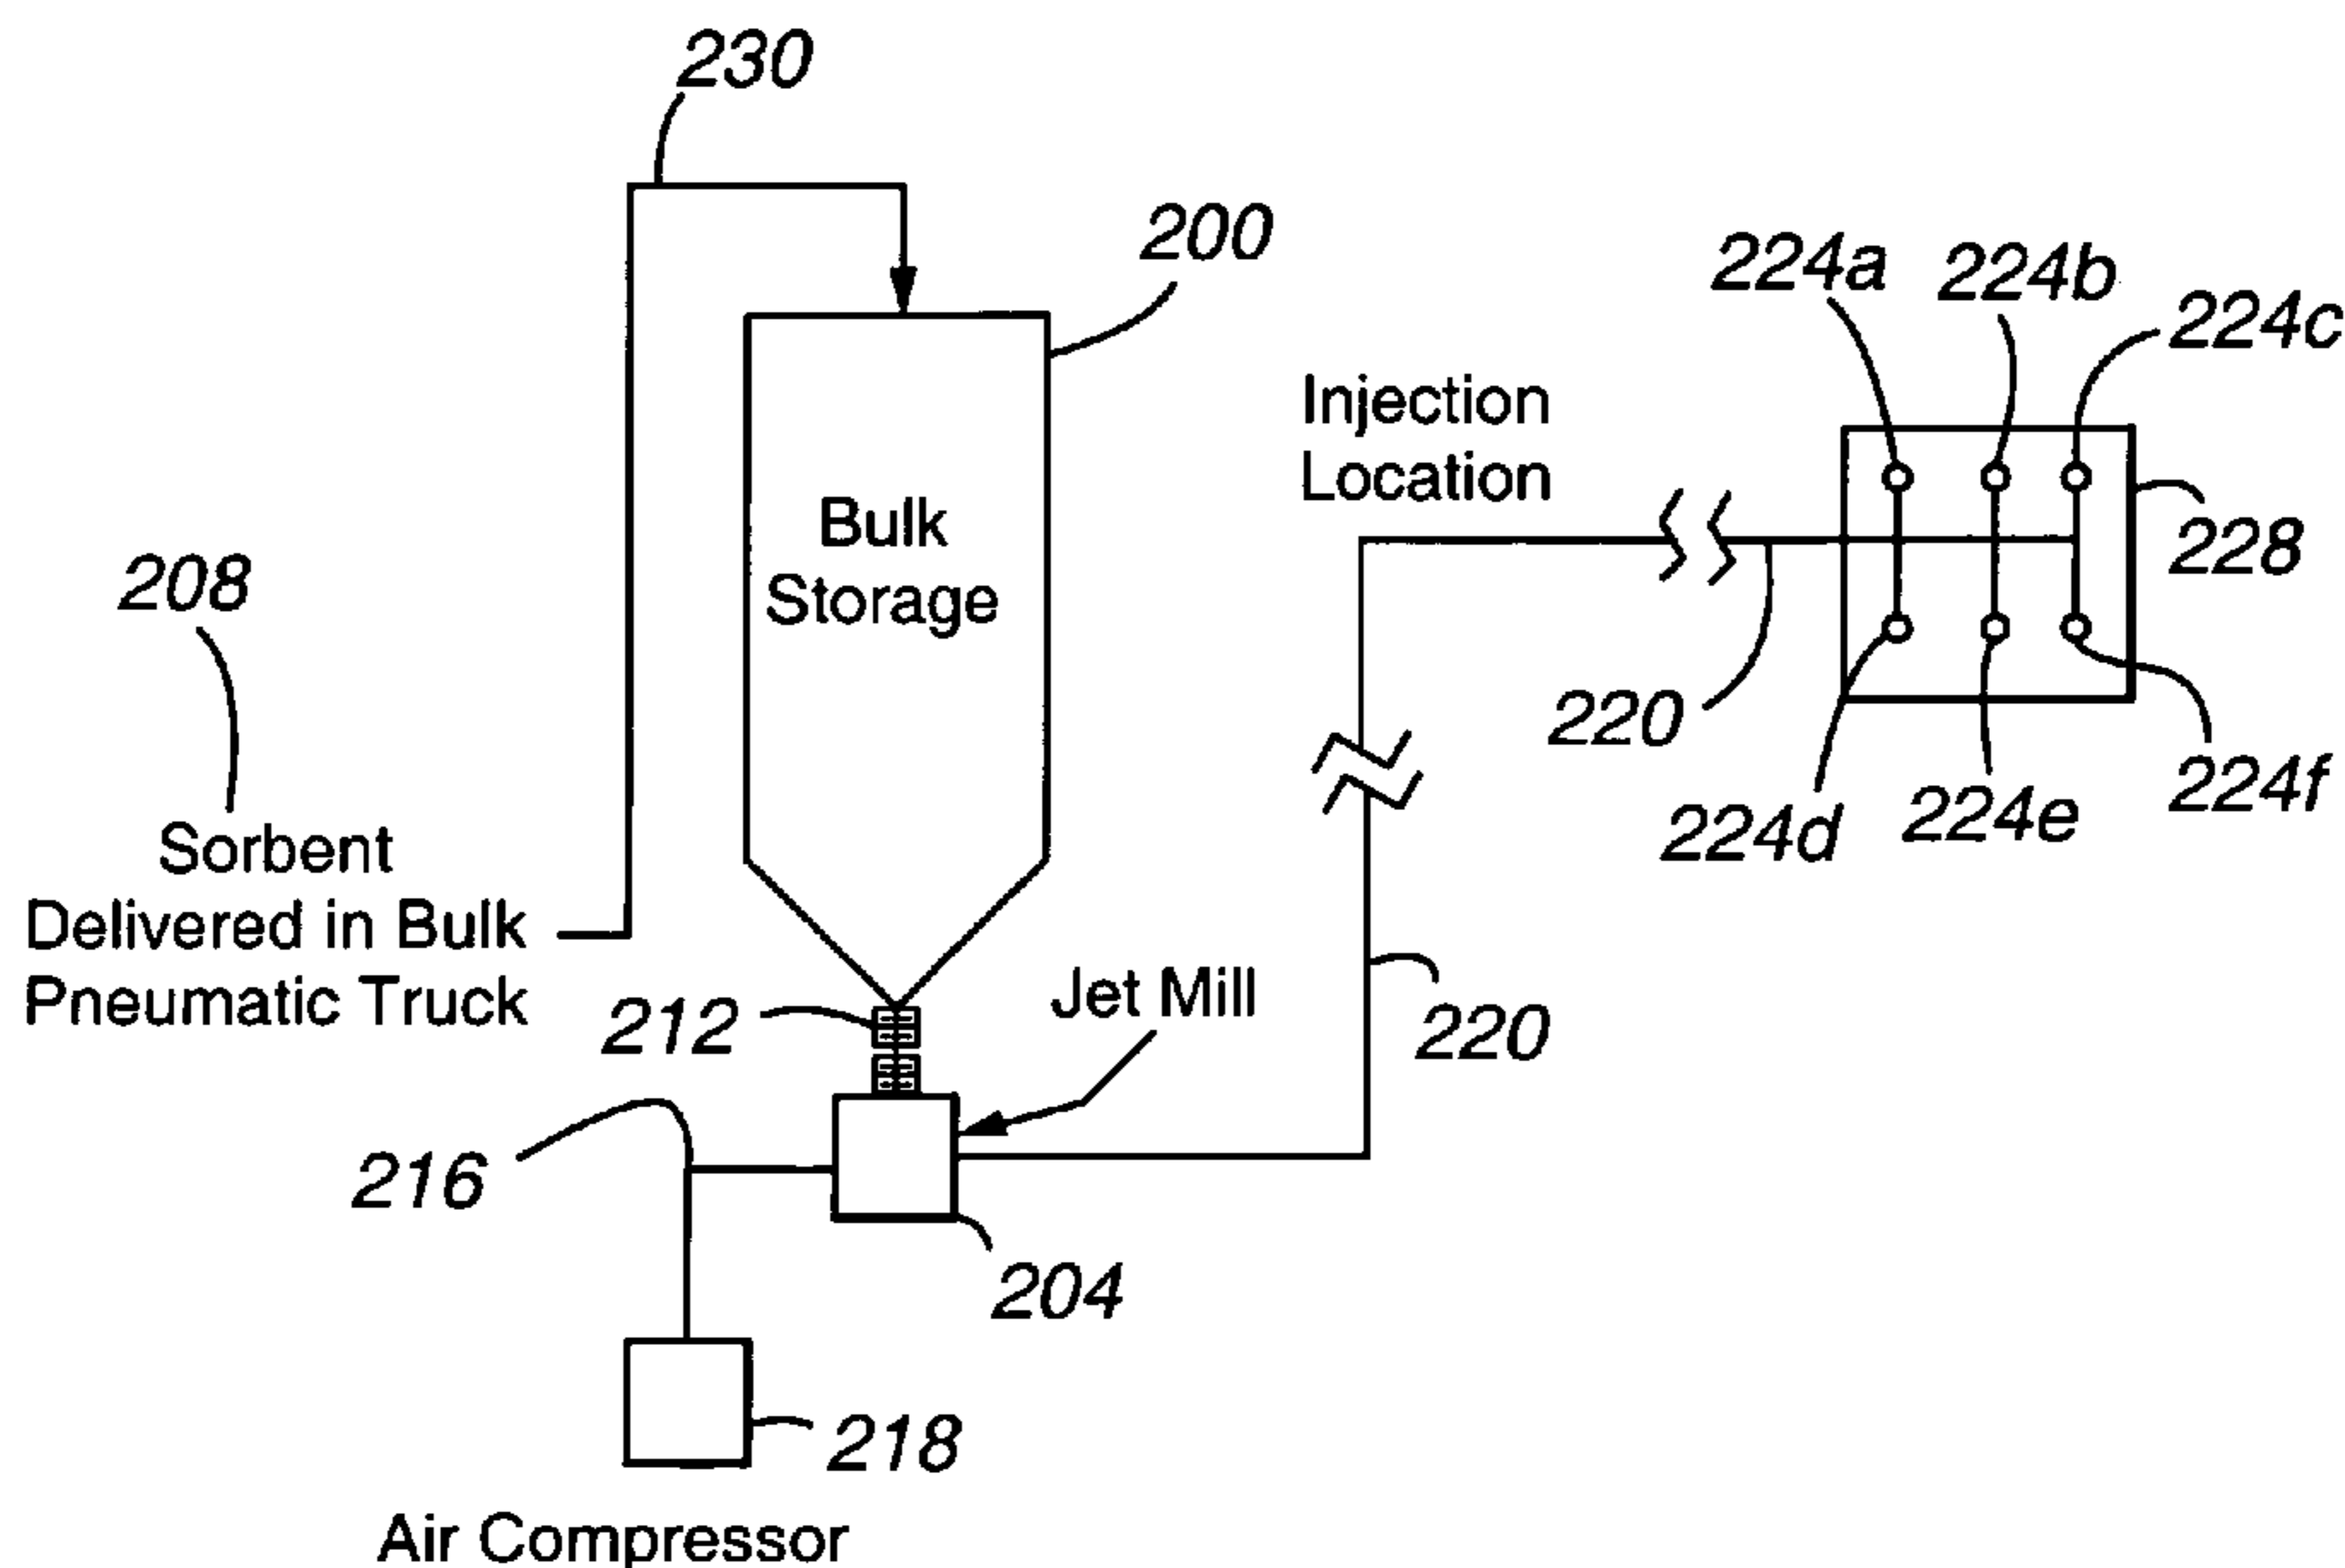 230
200
224a
224b
224c
Injection
Location
Bulk
Storage
228
208
220
224d
224e
224f
Sorbent
Delivered in Bulk
Pneumatic Truck
212
Jet Mill
220
216
204
218
Air Compressor